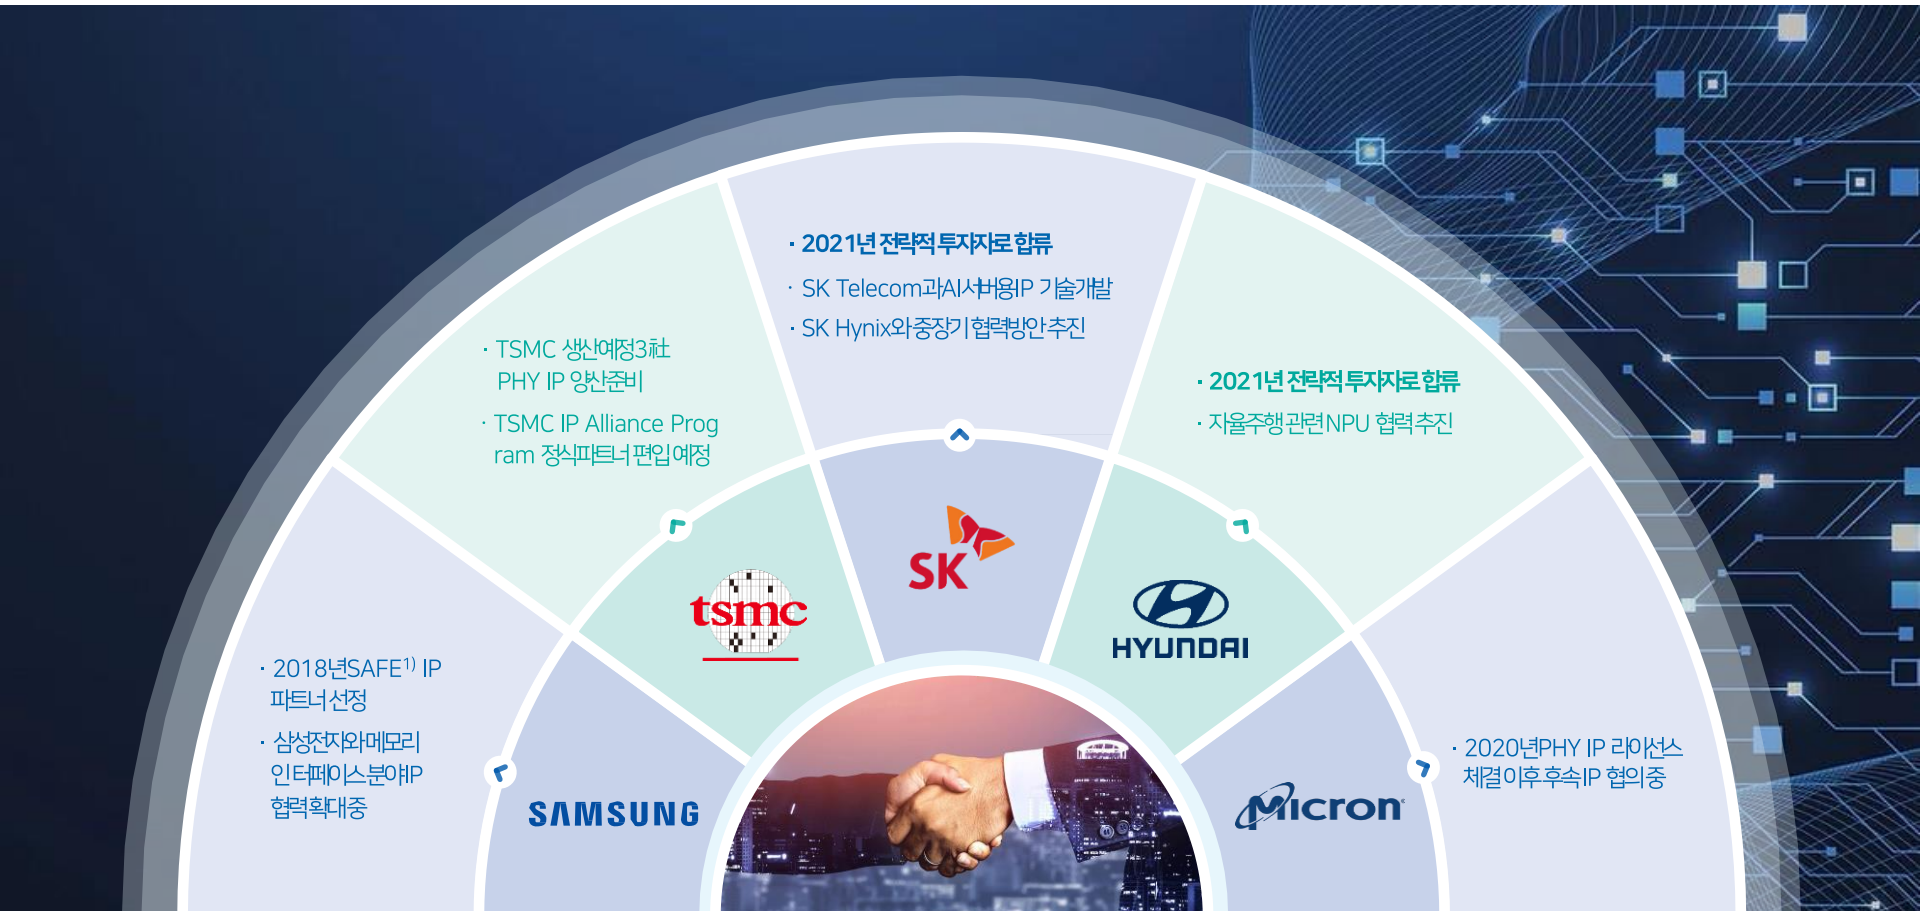 · 2021년 전략적 투자자로 합류
· SK Telecom과 AI서버용 IP 기술개발
· SK Hynix와 중장기 협력방안 추진
· TSMC 생산예정 3社
PHY IP 양산준비
· TSMC IP Alliance Prog
ram 정식파트너 편입 예정
· 2021년 전략적 투자자로 합류
· 자율주행 관련 NPU 협력 추진
· 2018년 SAFE1) IP
파트너 선정
· 삼성전자와 메모리
인터페이스 분야 IP
협력 확대 중
· 2020년 PHY IP 라이선스
체결 이후 후속 IP 협의 중
SK
tsmc
HYUNDAI
SAMSUNG
Micron